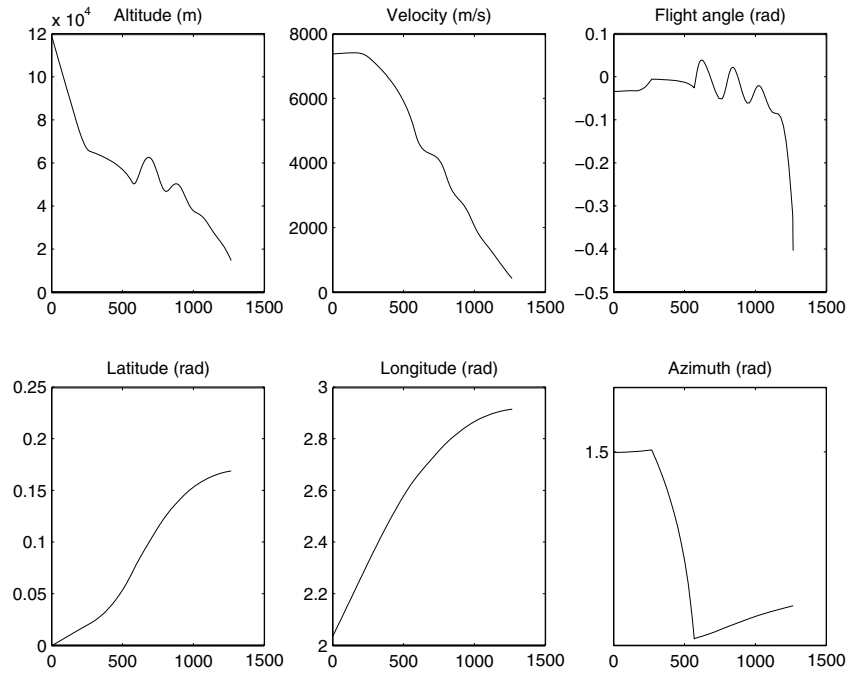 Altitude (m)
x 10^4
12
10
8
6
4
2
0
0 500 1000 1500
Velocity (m/s)
8000
6000
4000
2000
0
0 500 1000 1500
Flight angle (rad)
0.1
0
−0.1
−0.2
−0.3
−0.4
−0.5
0 500 1000 1500
Latitude (rad)
0.25
0.2
0.15
0.1
0.05
0
0 500 1000 1500
Longitude (rad)
3
2.8
2.6
2.4
2.2
2
0 500 1000 1500
Azimuth (rad)
1.5
0 500 1000 1500